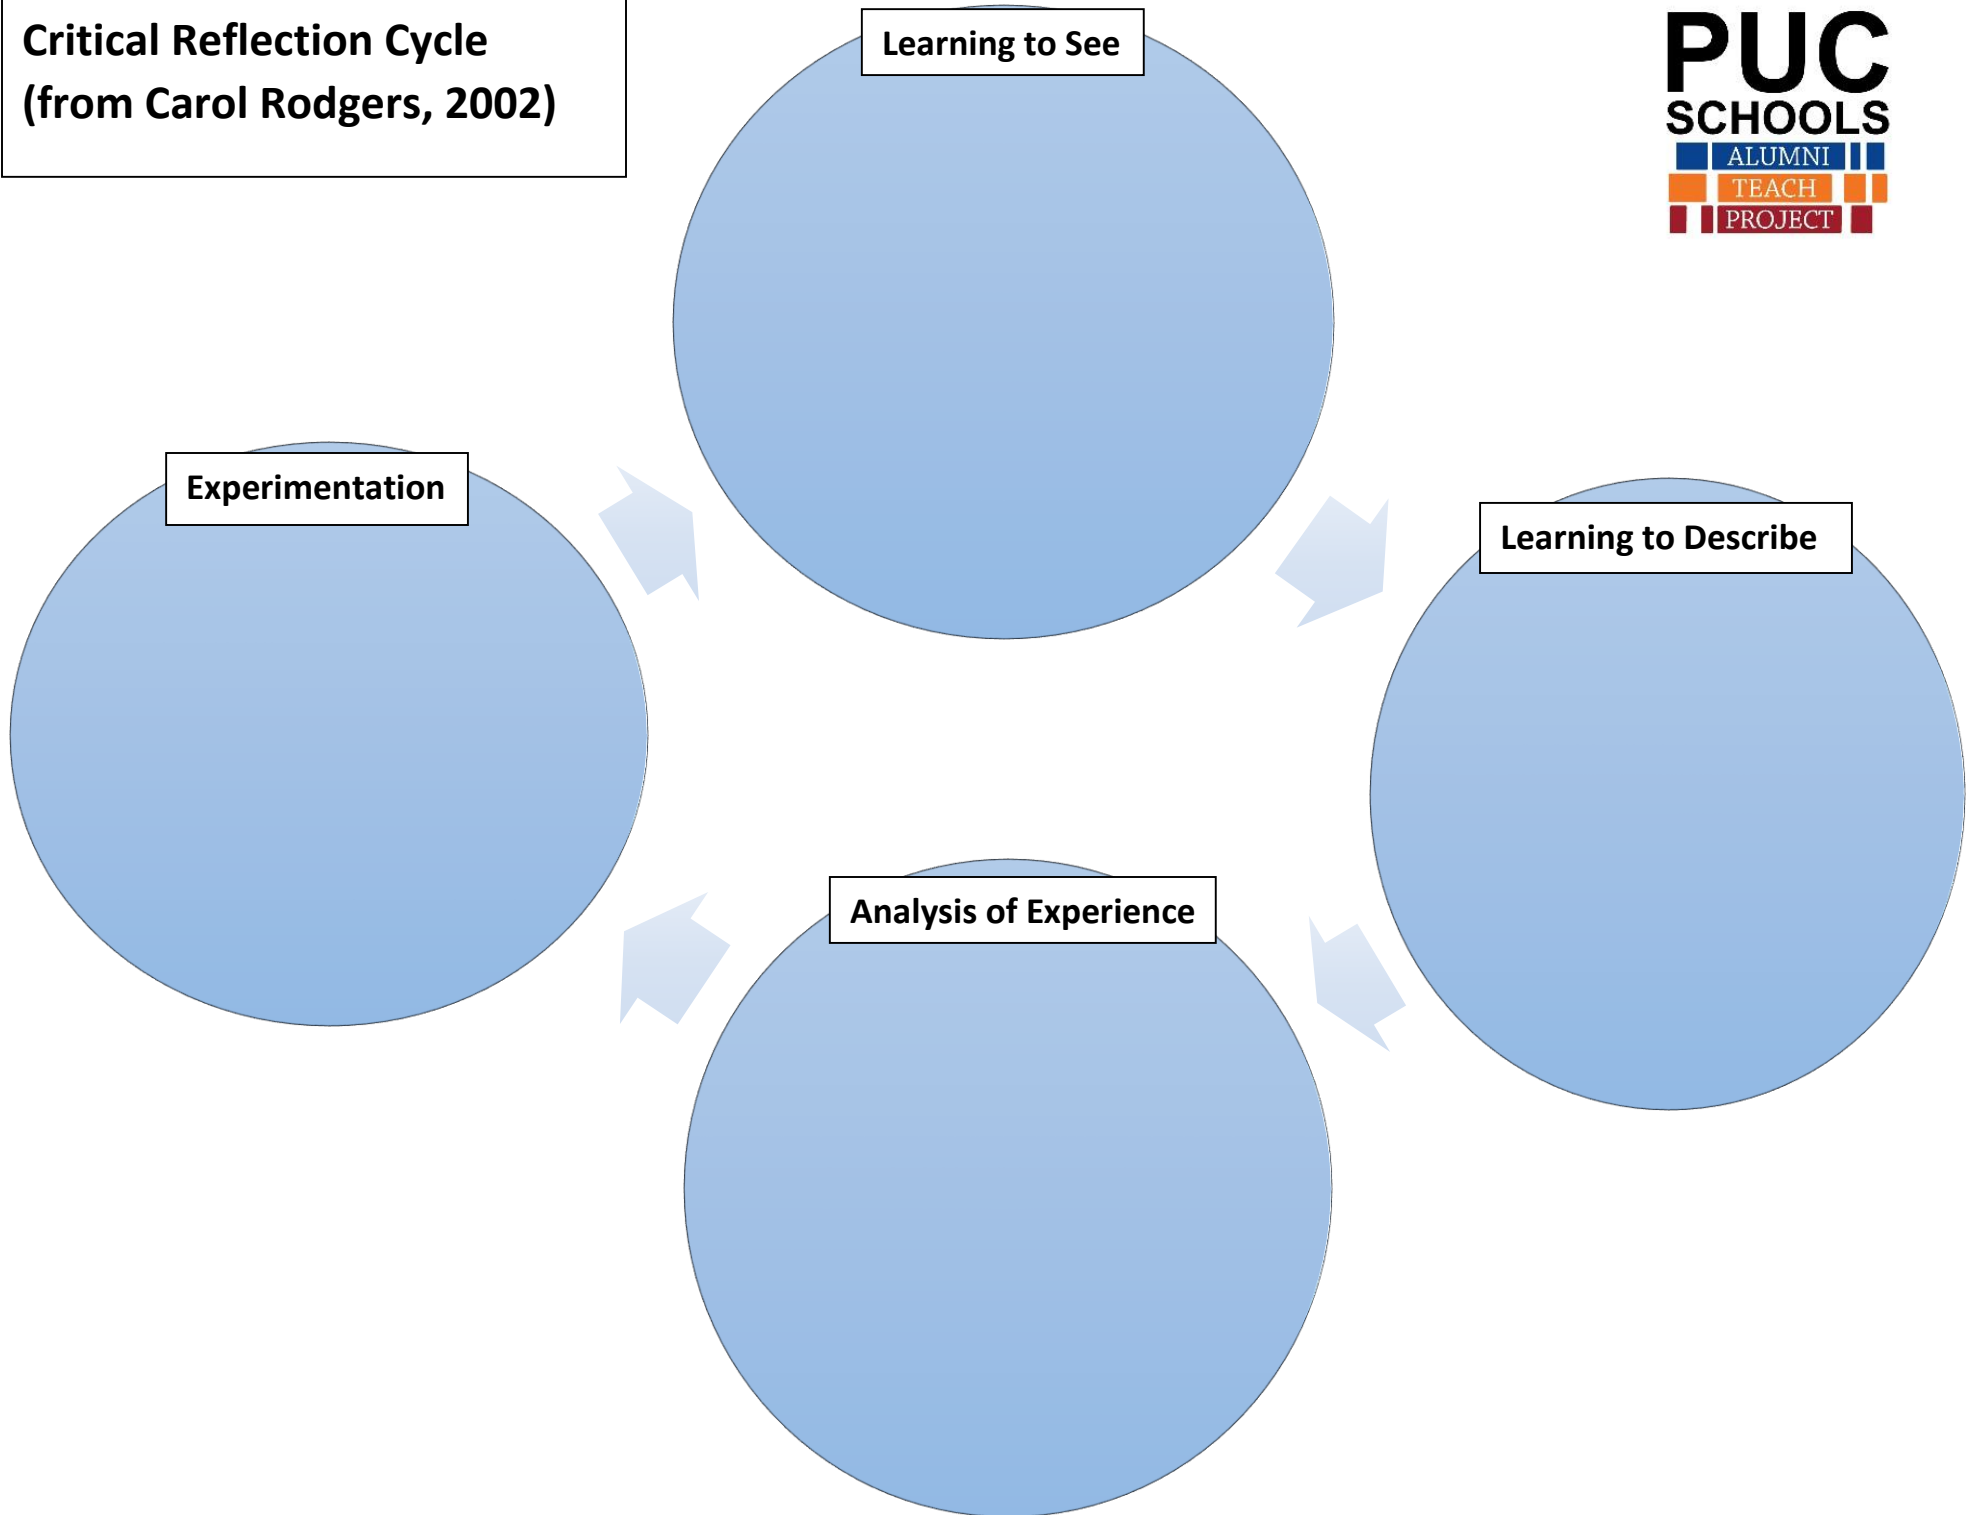 Critical Reflection Cycle
(from Carol Rodgers, 2002)
Learning to See
PUC
SCHOOLS
ALUMNI
TEACH
PROJECT
Experimentation
Learning to Describe
Analysis of Experience